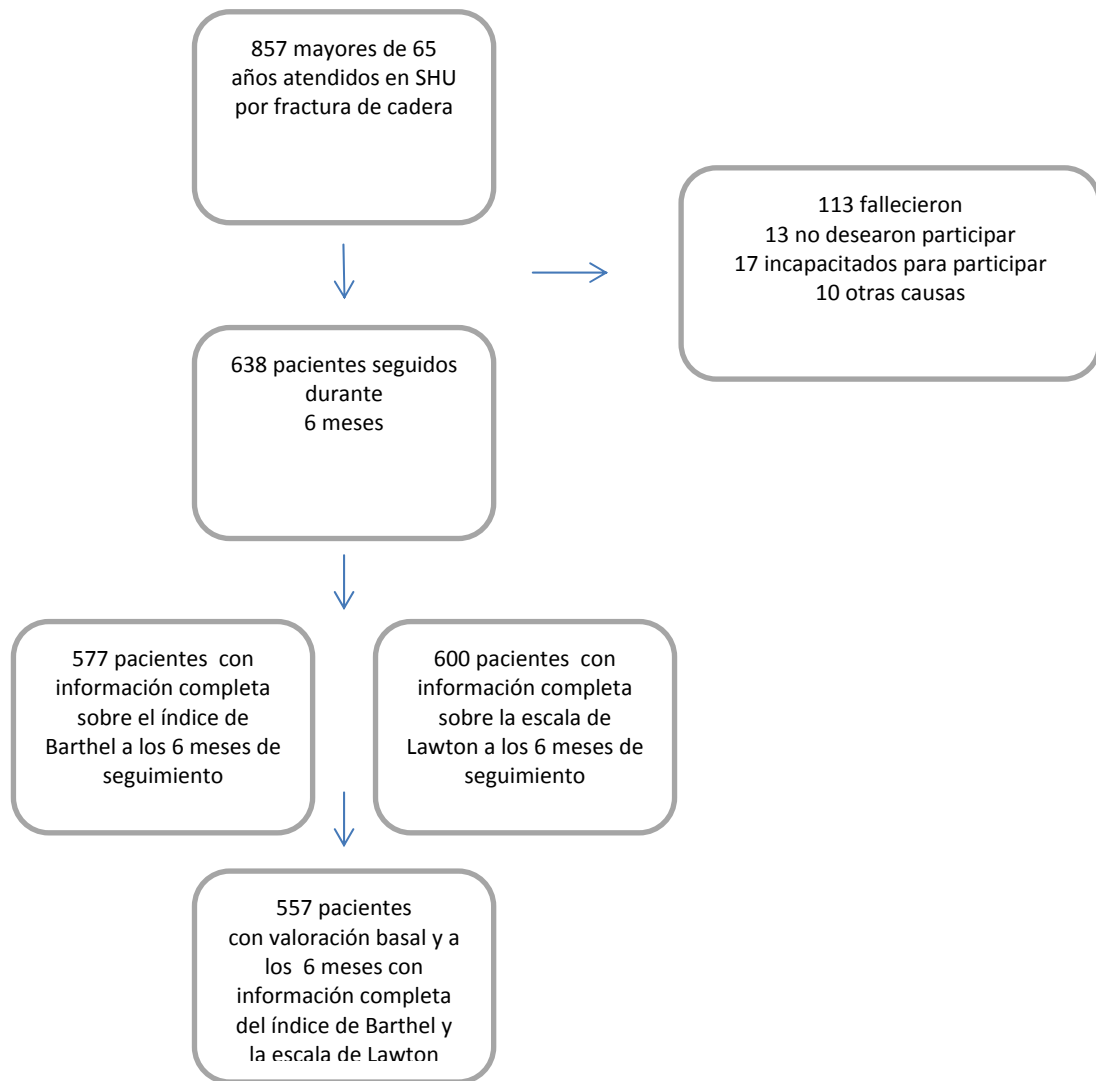 857 mayores de 65
años atendidos en SHU
por fractura de cadera
113 fallecieron
13 no desearon participar
17 incapacitados para participar
10 otras causas
638 pacientes seguidos
durante
6 meses
577 pacientes con
información completa
sobre el índice de
Barthel a los 6 meses de
seguimiento
600 pacientes con
información completa
sobre la escala de
Lawton a los 6 meses de
seguimiento
557 pacientes
con valoración basal y a
los 6 meses con
información completa
del índice de Barthel y
la escala de Lawton